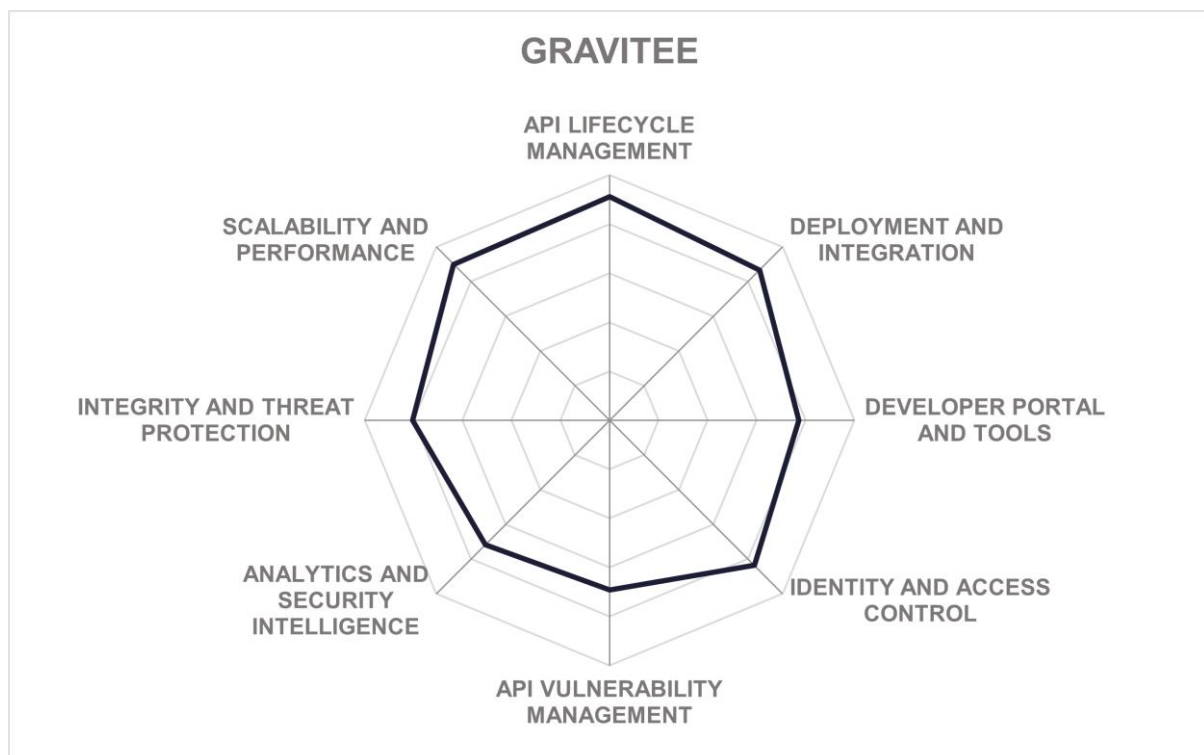 GRAVITEE
API LIFECYCLE
MANAGEMENT
SCALABILITY AND
PERFORMANCE
DEPLOYMENT AND
INTEGRATION
INTEGRITY AND THREAT
PROTECTION
DEVELOPER PORTAL
AND TOOLS
ANALYTICS AND
SECURITY
INTELLIGENCE
IDENTITY AND ACCESS
CONTROL
API VULNERABILITY
MANAGEMENT